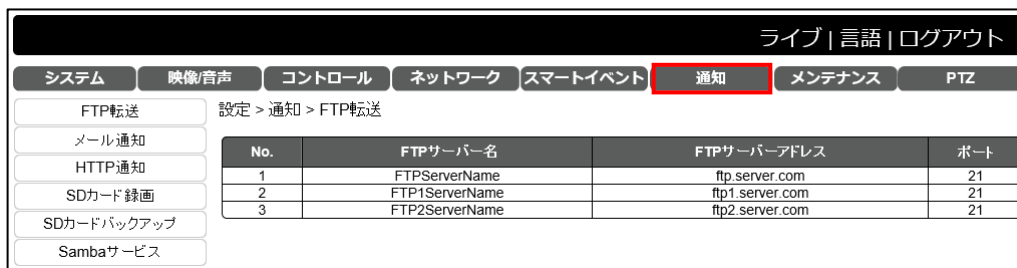 ライブ | 言語 | ログアウト
システム 映像/音声 コントロール ネットワーク スマートイベント 通知 メンテナンス PTZ
FTP転送
メール通知
HTTP通知
SDカード録画
SDカードバックアップ
Sambaサービス
設定 > 通知 > FTP転送
No. FTPサーバー名 FTPサーバーアドレス ポート
1 FTPServerName ftp.server.com 21
2 FTP1ServerName ftp1.server.com 21
3 FTP2ServerName ftp2.server.com 21